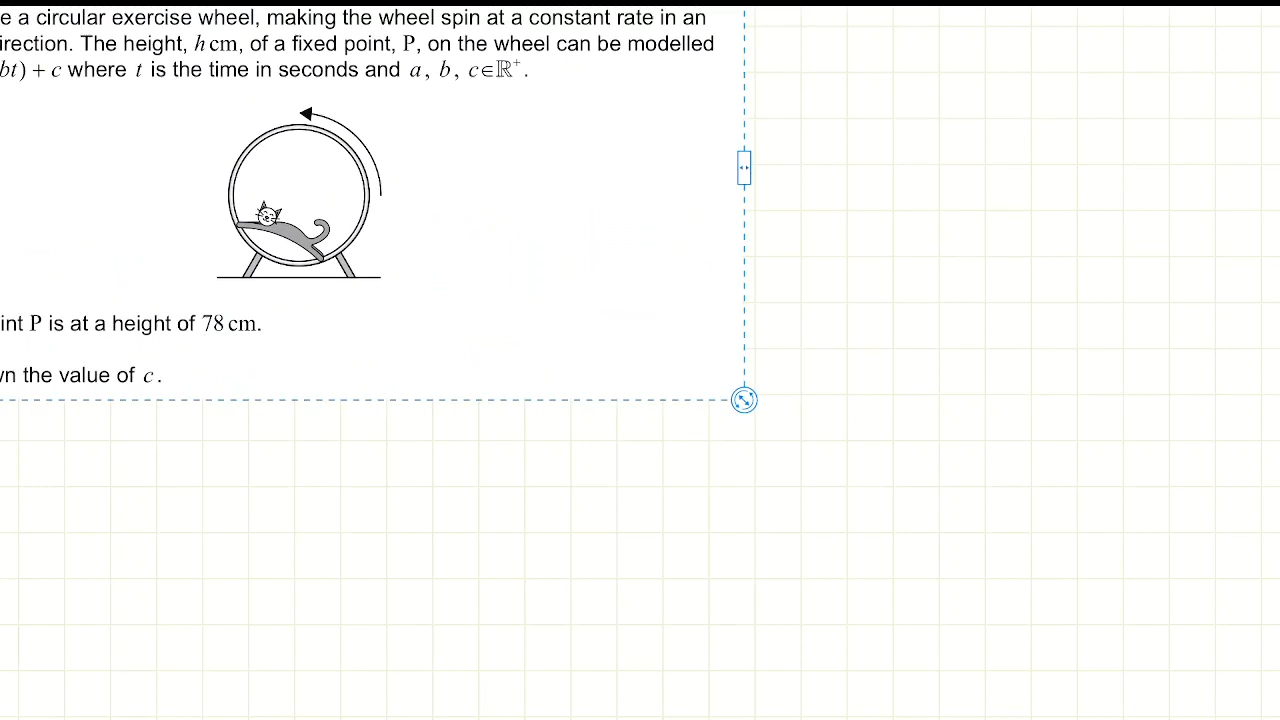 e a circular exercise wheel, making the wheel spin at a constant rate in an
irection. The height, h cm, of a fixed point, P, on the wheel can be modelled
bt) + c where t is the time in seconds and a, b, c∈ℝ⁺.
int P is at a height of 78 cm.
vn the value of c.